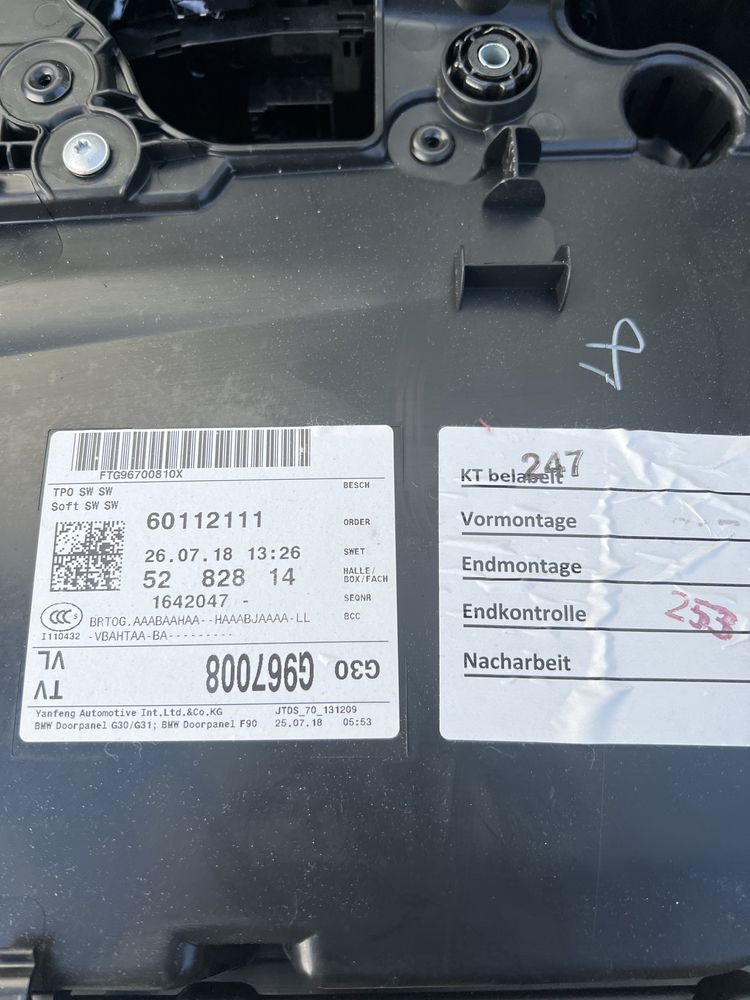 FTG96700810X
TPO SW SW
BESCH
Soft SW SW
60112111
ORDER
26.07.18 13:26
SWET
52 828 14
HALLE/
BOX/FACH
1642047 -
SEQNR
CCC S
BRTOG.AAABAAHAA--HAAABJAAAA-LL
BCC
I110432
-VBAHTAA-BA---------
G30
G967008
TV
VL
Yanfeng Automotive Int.Ltd.&Co.KG
JTDS_70_131209
BMW Doorpanel G30/G31; BMW Doorpanel F90
25.07.18
05:53
KT belabelt
247
Vormontage
Endmontage
Endkontrolle
253
Nacharbeit